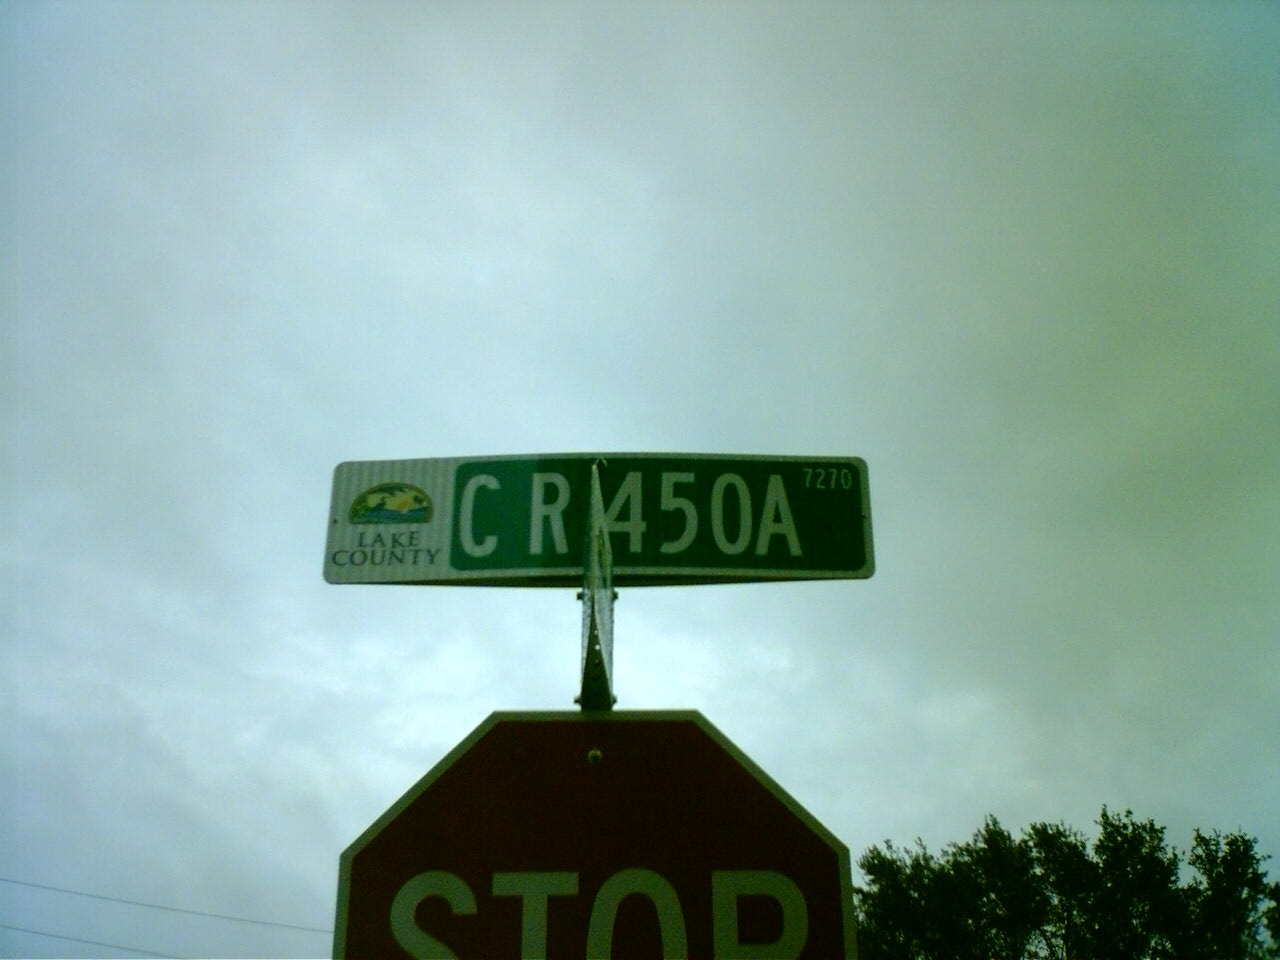 C R 450A 7270
LAKE
COUNTY
STOP